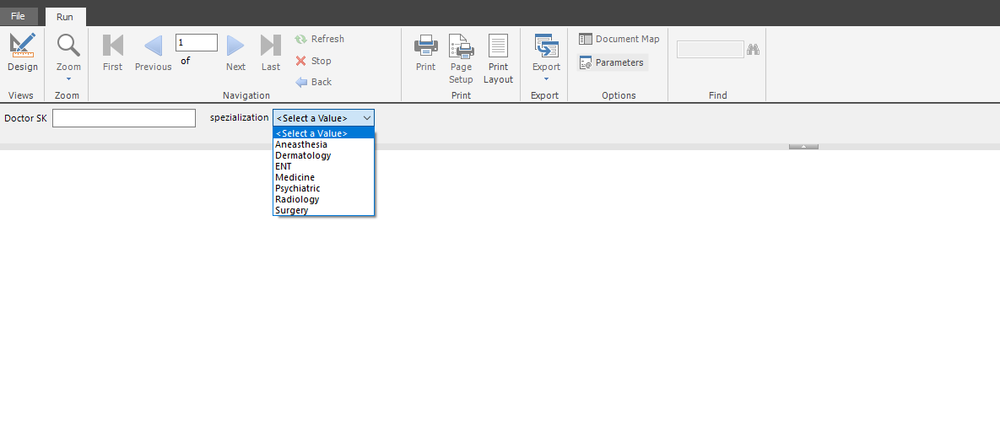 File Run
Design Zoom First Previous 1 of Next Last Refresh Stop Back Print Page Setup Print Layout Export Document Map Parameters
Views Zoom Navigation Print Export Options Find
Doctor SK spezialization <Select a Value>
<Select a Value>
Aneasthesia
Dermatology
ENT
Medicine
Psychiatric
Radiology
Surgery